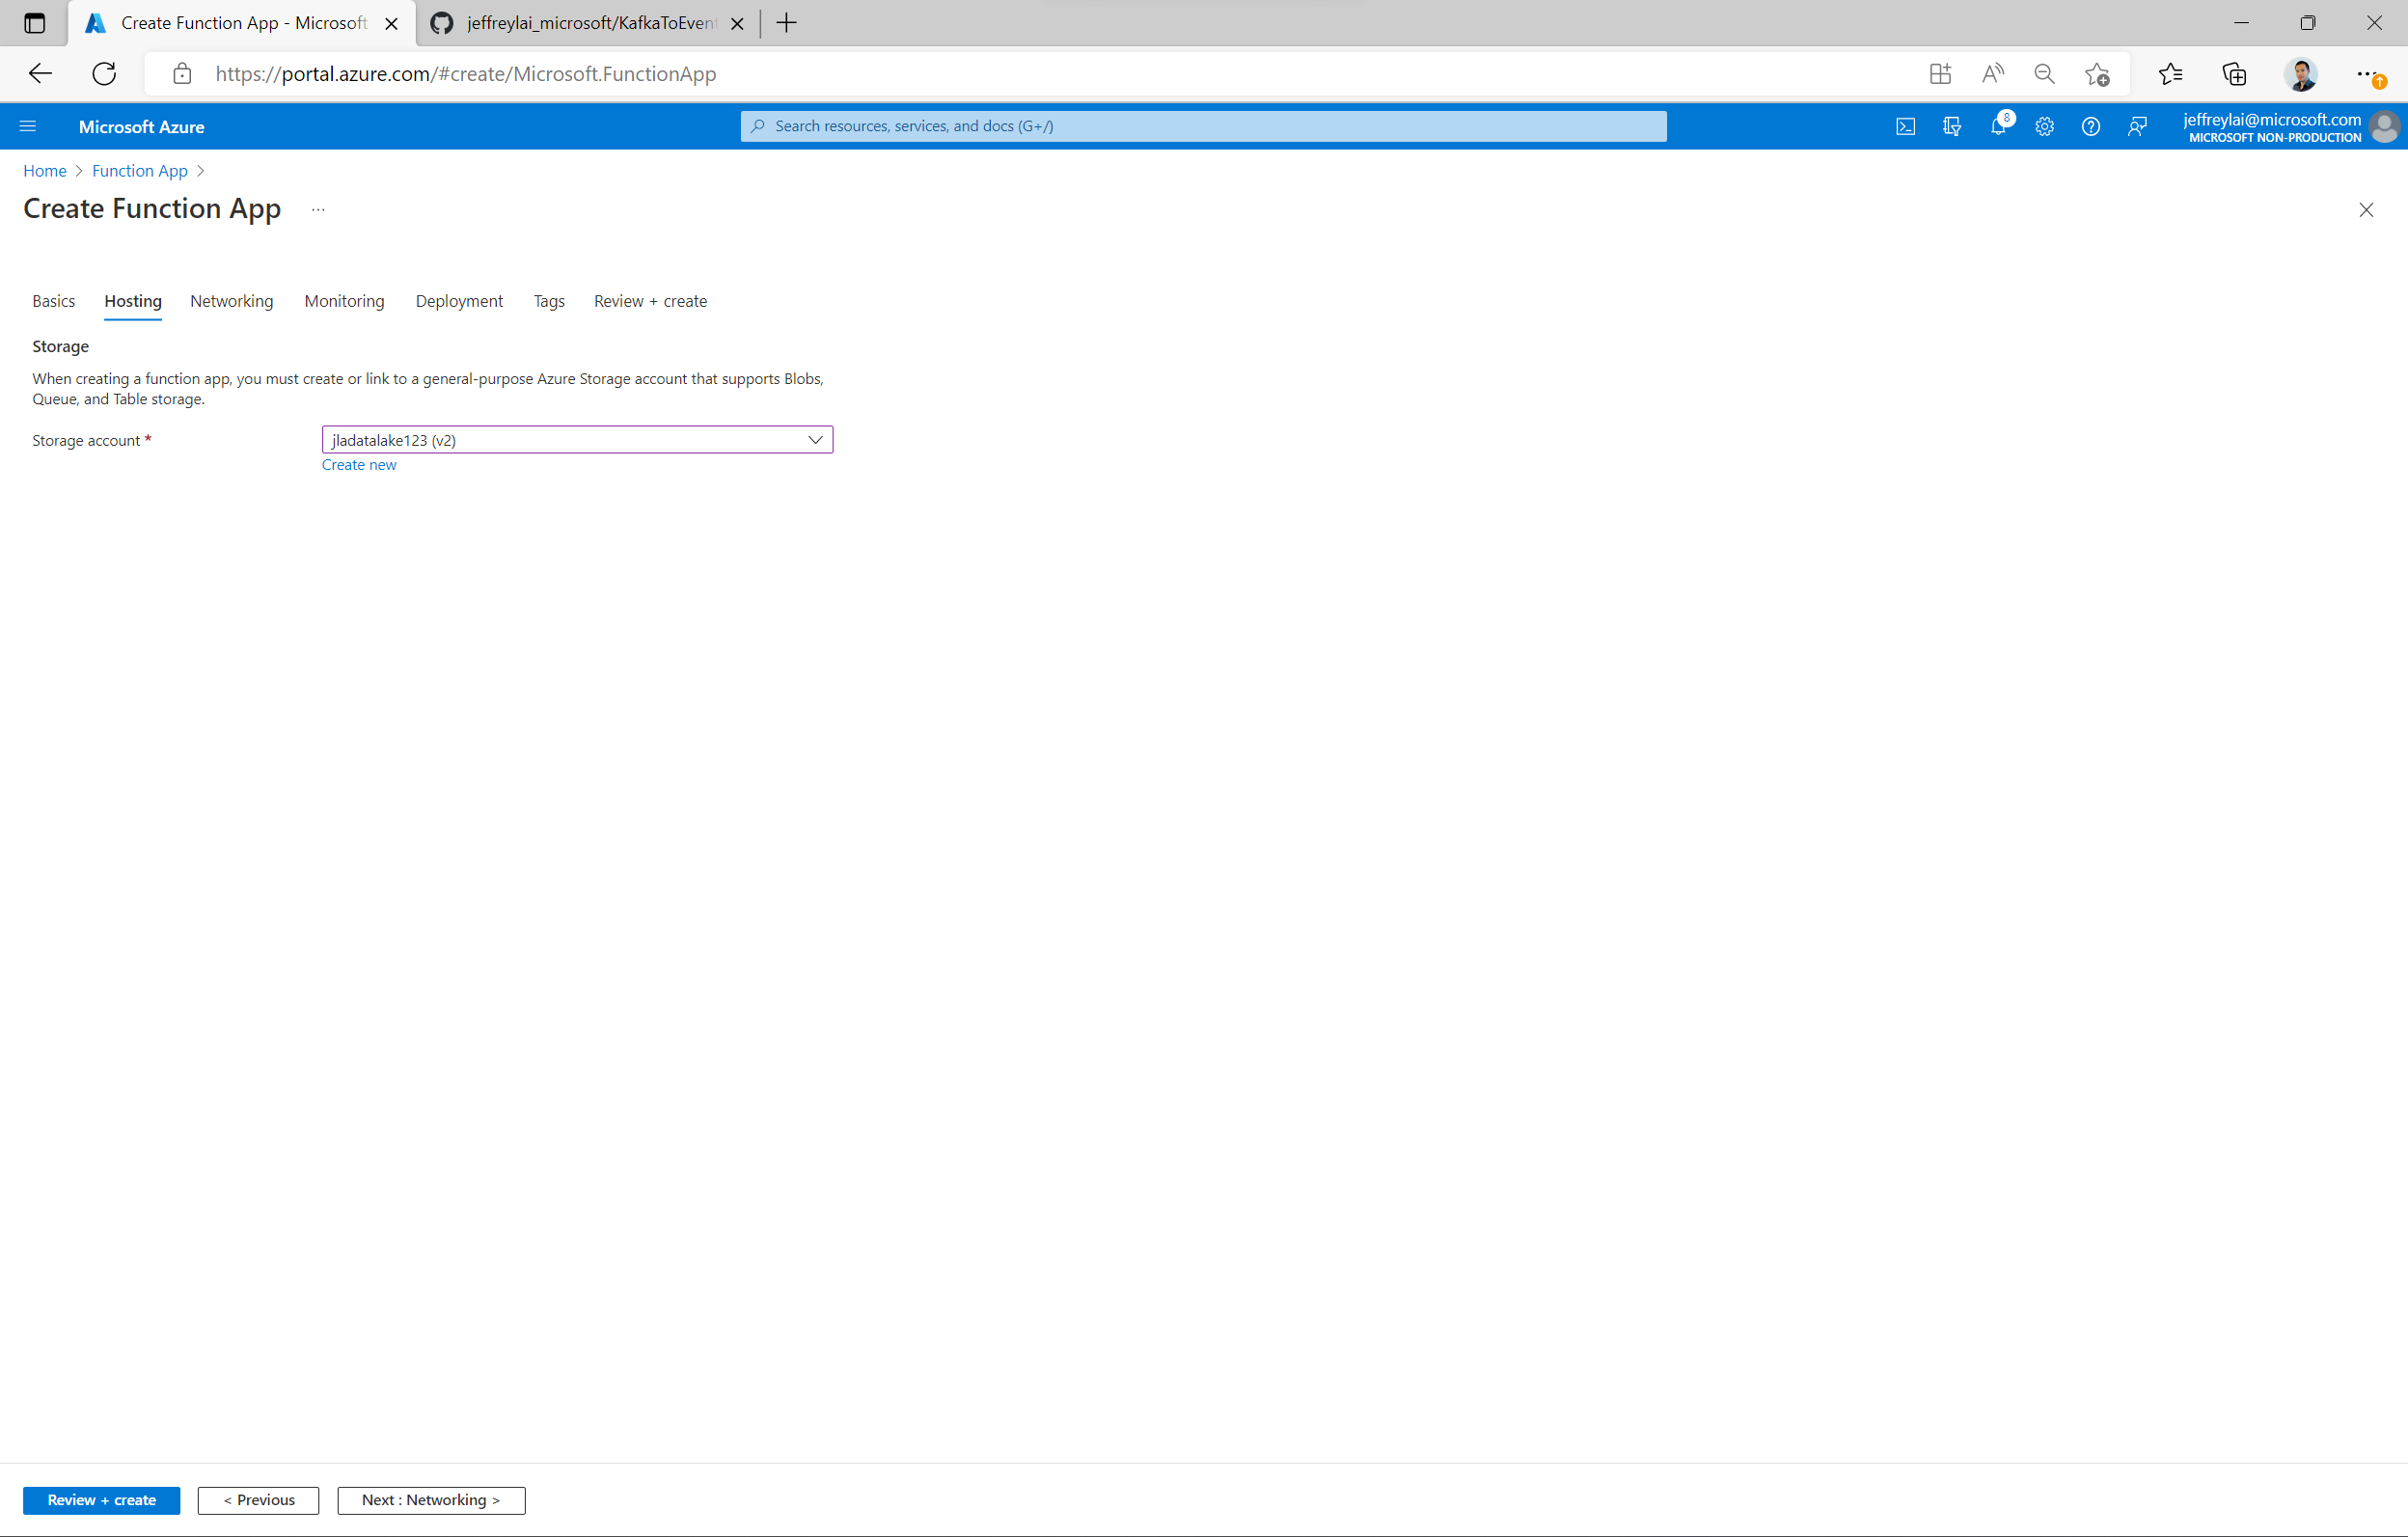 Create Function App - Microsoft
jeffreylai_microsoft/KafkaToEven
https://portal.azure.com/#create/Microsoft.FunctionApp
Microsoft Azure
Search resources, services, and docs (G+/)
8
jeffreylai@microsoft.com
MICROSOFT NON-PRODUCTION
Home > Function App >
Create Function App ...
Basics Hosting Networking Monitoring Deployment Tags Review + create
Storage
When creating a function app, you must create or link to a general-purpose Azure Storage account that supports Blobs,
Queue, and Table storage.
Storage account * jladatalake123 (v2)
Create new
Review + create < Previous Next : Networking >